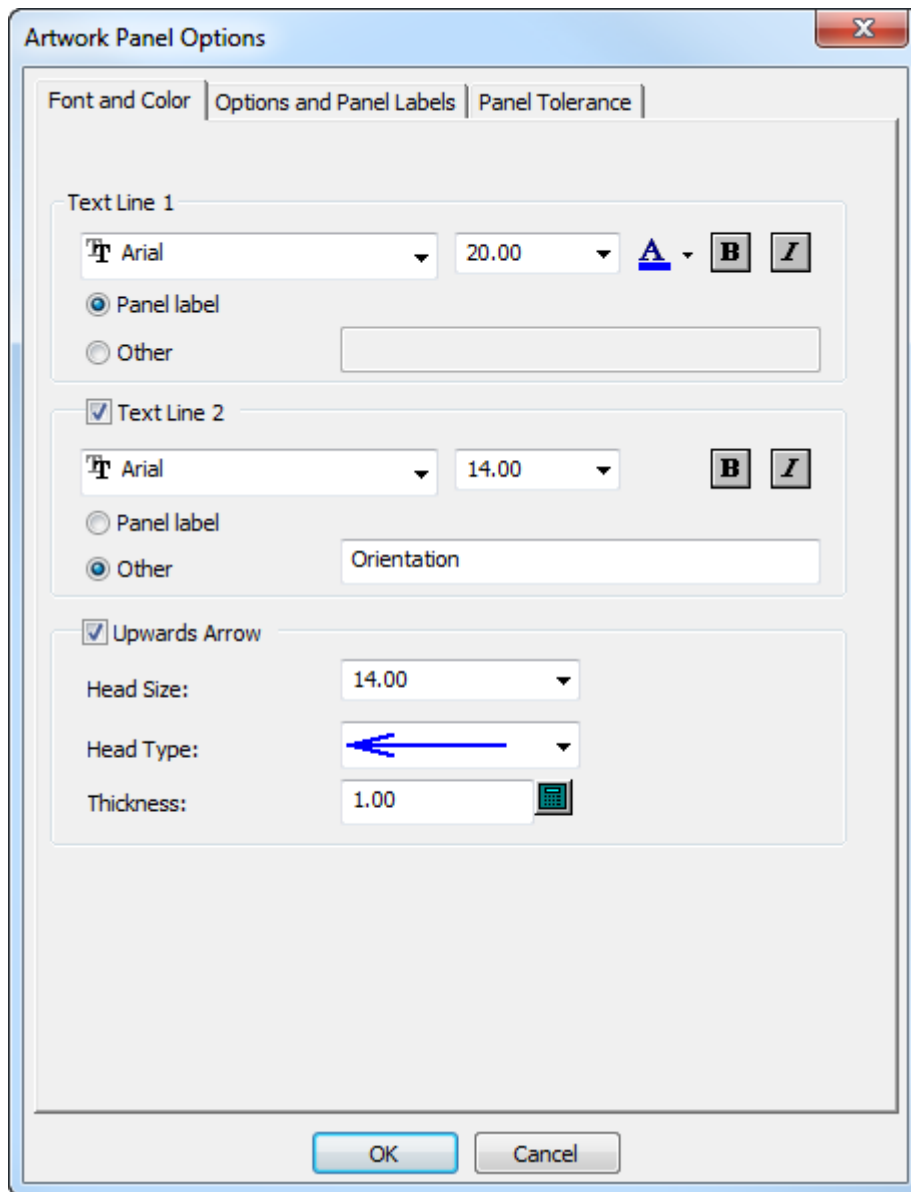 Artwork Panel Options
Font and Color Options and Panel Labels Panel Tolerance
Text Line 1
Arial 20.00 A B I
Panel label
Other
Text Line 2
Arial 14.00 B I
Panel label
Other Orientation
Upwards Arrow
Head Size: 14.00
Head Type:
Thickness: 1.00
OK Cancel